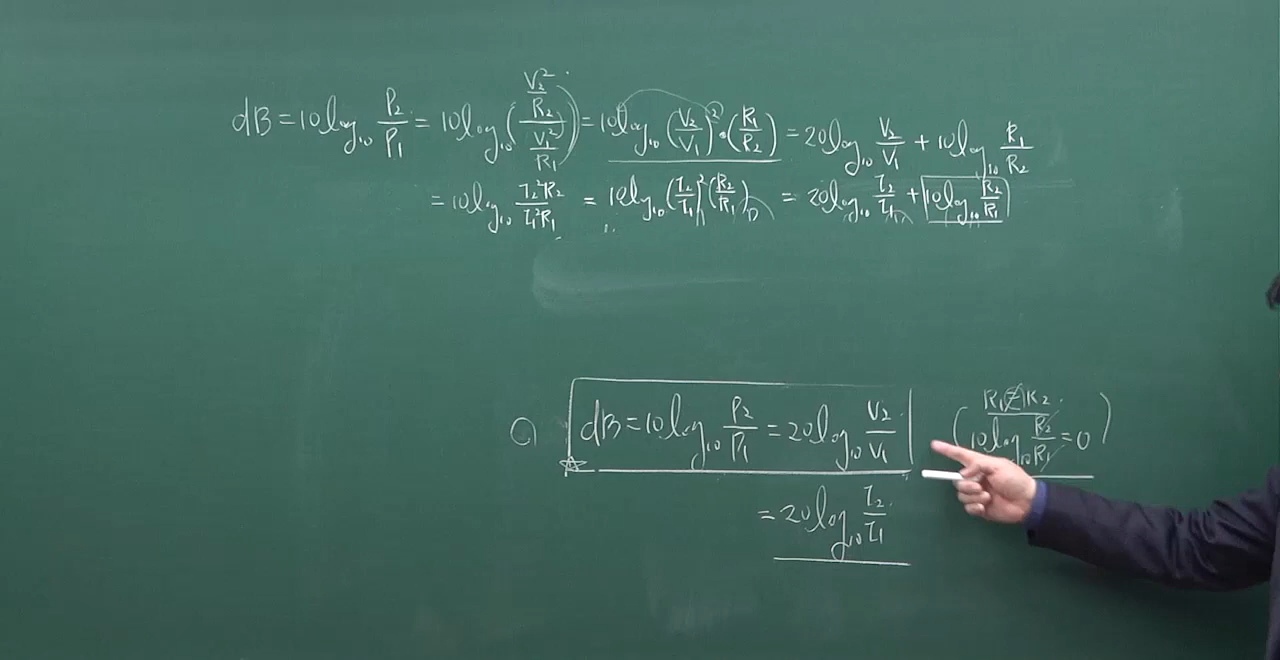 dB = 10 log₁₀ P₂/P₁ = 10 log₁₀ ((V₂²/R₂)/(V₁²/R₁)) = 10 log₁₀ (V₂/V₁)² · (R₁/R₂) = 20 log₁₀ V₂/V₁ + 10 log₁₀ R₁/R₂
= 10 log₁₀ I₂²R₂/I₁²R₁ = 10 log₁₀ (I₂/I₁)² (R₂/R₁) = 20 log₁₀ I₂/I₁ + 10 log₁₀ R₂/R₁
dB = 10 log₁₀ P₂/P₁ = 20 log₁₀ V₂/V₁ (R₁ = R₂
10 log₁₀ R₂/R₁ = 0)
= 20 log₁₀ I₂/I₁